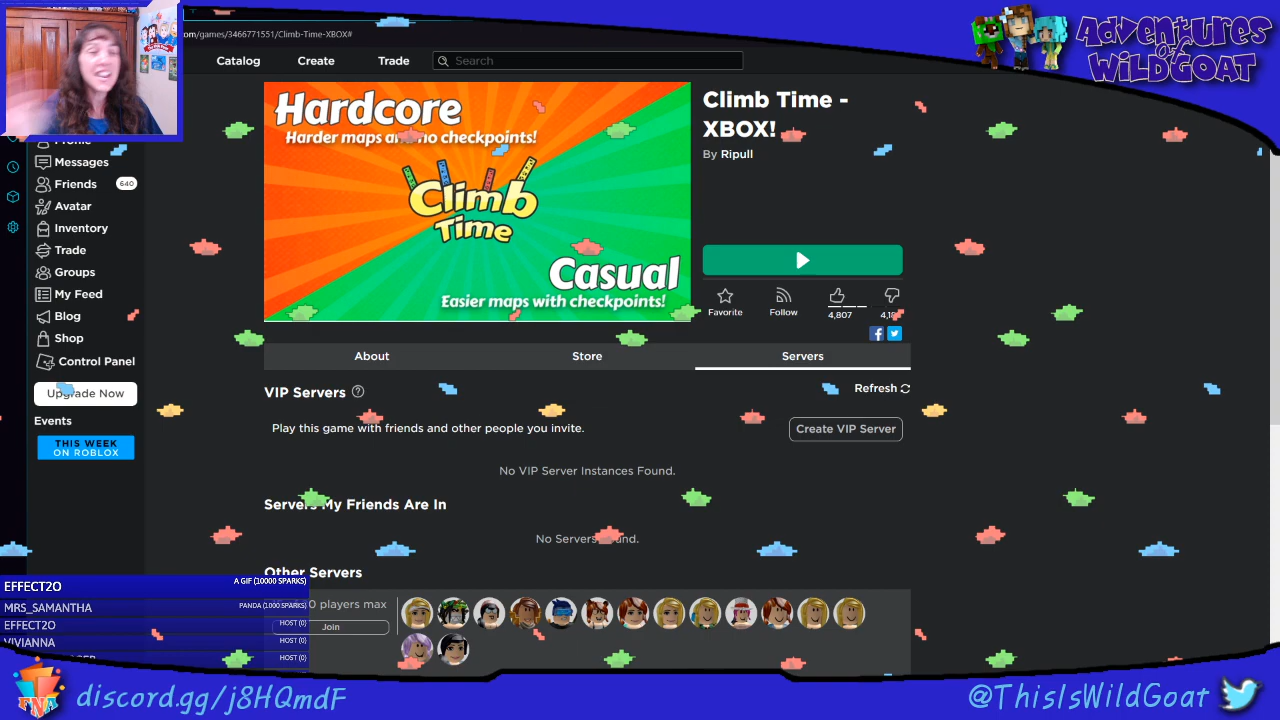 om/games/3466771551/Climb-Time-XBOX#
Adventures
of
WildGoat
Catalog
Create
Trade
Search
Profile
Messages
Friends
640
Avatar
Inventory
Trade
Groups
My Feed
Blog
Shop
Control Panel
Upgrade Now
Events
THIS WEEK
ON ROBLOX
Hardcore
Harder maps and no checkpoints!
Climb
Time
Casual
Easier maps with checkpoints!
Climb Time -
XBOX!
By Ripull
Favorite
Follow
4,807
About
Store
Servers
VIP Servers
Refresh
Play this game with friends and other people you invite.
Create VIP Server
No VIP Server Instances Found.
Servers My Friends Are In
No Servers Found.
Other Servers
players max
Join
EFFECT2O
A GIF (10000 SPARKS)
MRS_SAMANTHA
PANDA (1000 SPARKS)
EFFECT2O
HOST (0)
VIVIANNA
HOST (0)
HOST (0)
FNA
discord.gg/j8HQmdF
@ThisIsWildGoat